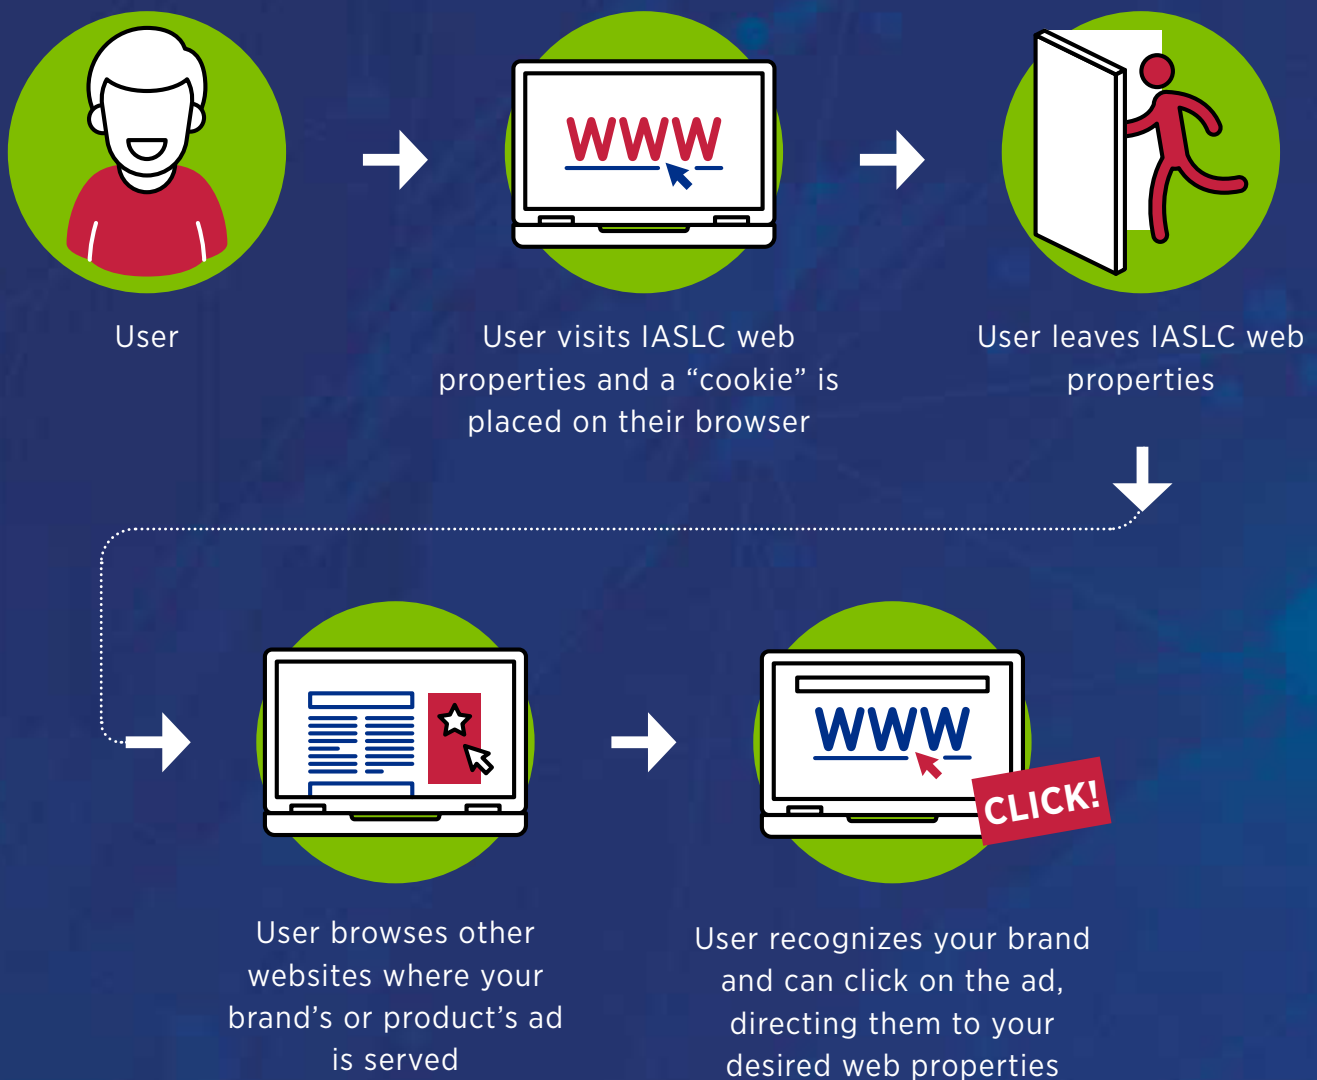 WWW
User
User visits IASLC web
properties and a “cookie” is
placed on their browser
User leaves IASLC web
properties
WWW
CLICK!
User browses other
websites where your
brand’s or product’s ad
is served
User recognizes your brand
and can click on the ad,
directing them to your
desired web properties